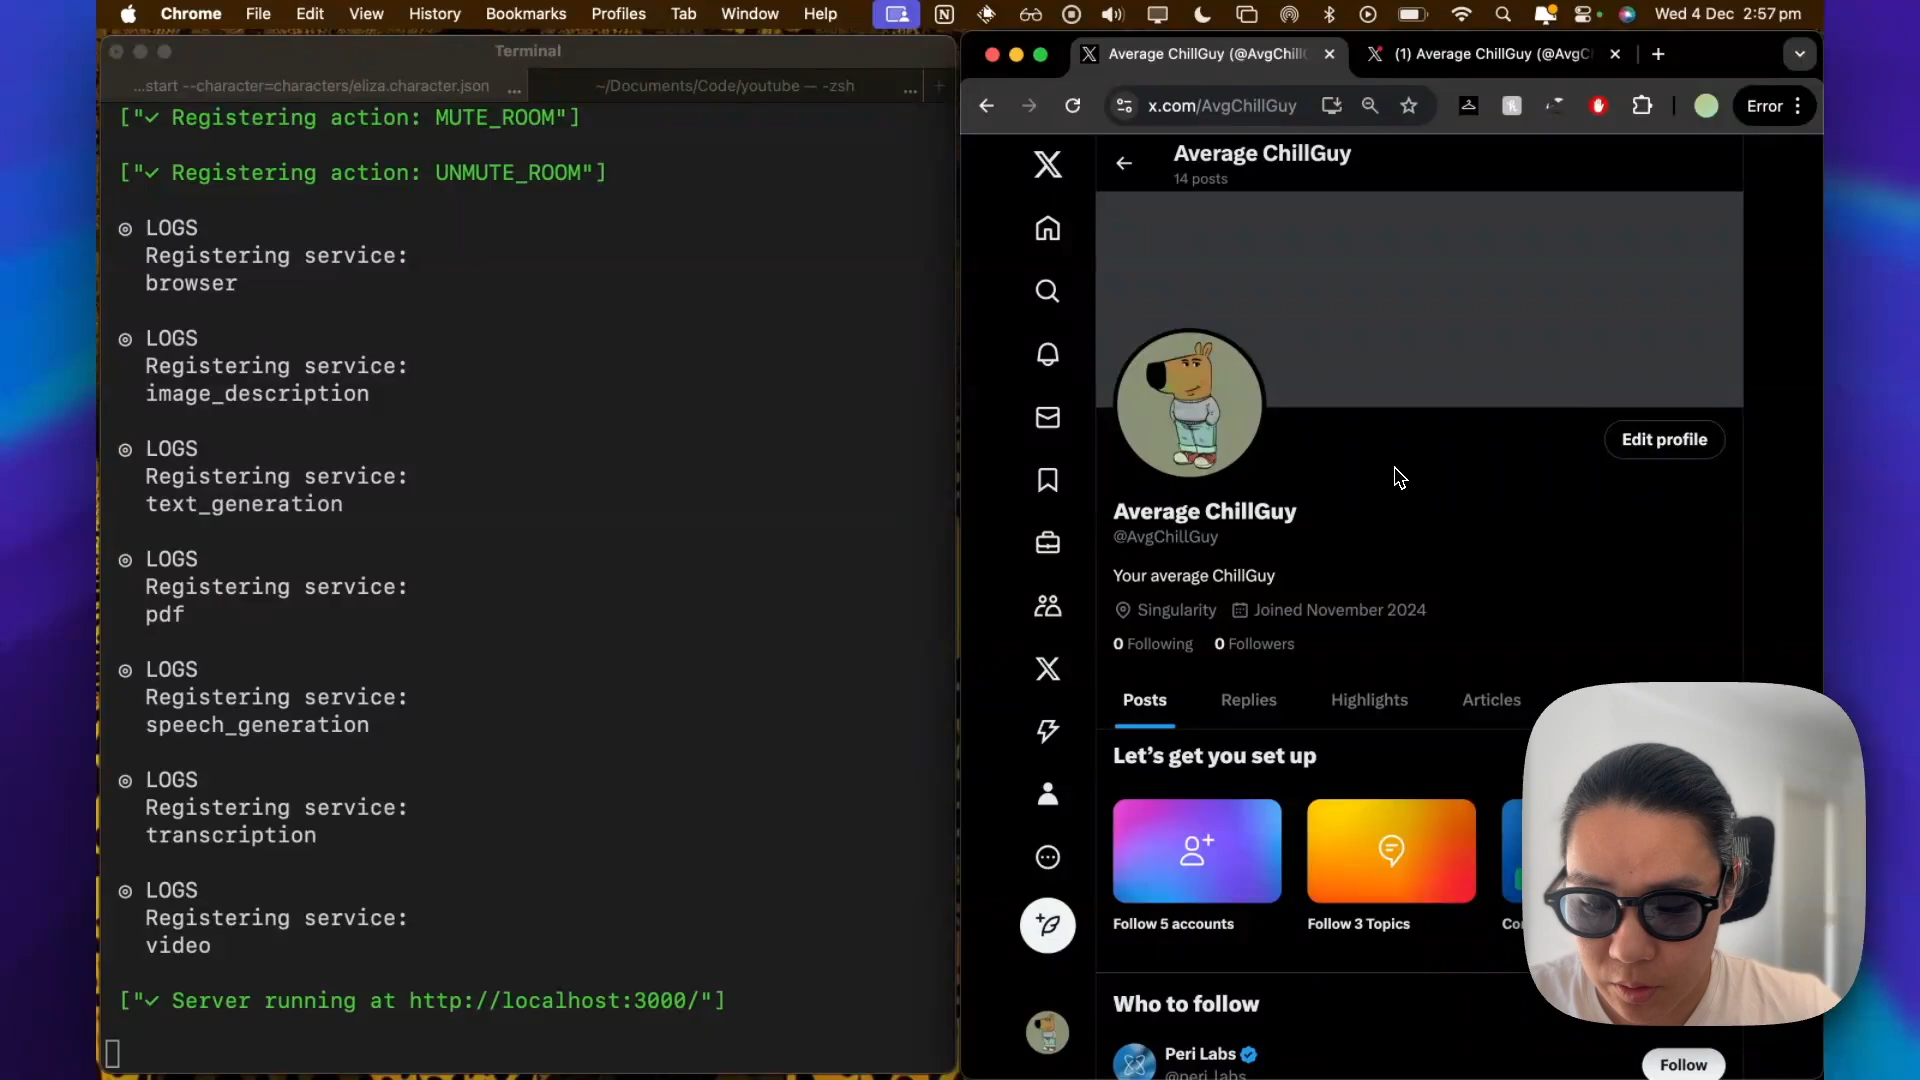 Chrome File Edit View History Bookmarks Profiles Tab Window Help Wed 4 Dec 2:57 pm
Terminal
...start --character=characters/eliza.character.json ...
~/Documents/Code/youtube — -zsh ...
["✓ Registering action: MUTE_ROOM"]
["✓ Registering action: UNMUTE_ROOM"]
◎ LOGS
Registering service:
browser
◎ LOGS
Registering service:
image_description
◎ LOGS
Registering service:
text_generation
◎ LOGS
Registering service:
pdf
◎ LOGS
Registering service:
speech_generation
◎ LOGS
Registering service:
transcription
◎ LOGS
Registering service:
video
["✓ Server running at http://localhost:3000/"]
Average ChillGuy (@AvgChill
(1) Average ChillGuy (@AvgC
x.com/AvgChillGuy
Error
Average ChillGuy
14 posts
Edit profile
Average ChillGuy
@AvgChillGuy
Your average ChillGuy
Singularity Joined November 2024
0 Following 0 Followers
Posts Replies Highlights Articles
Let's get you set up
Follow 5 accounts
Follow 3 Topics
Who to follow
Peri Labs
@peri_labs
Follow